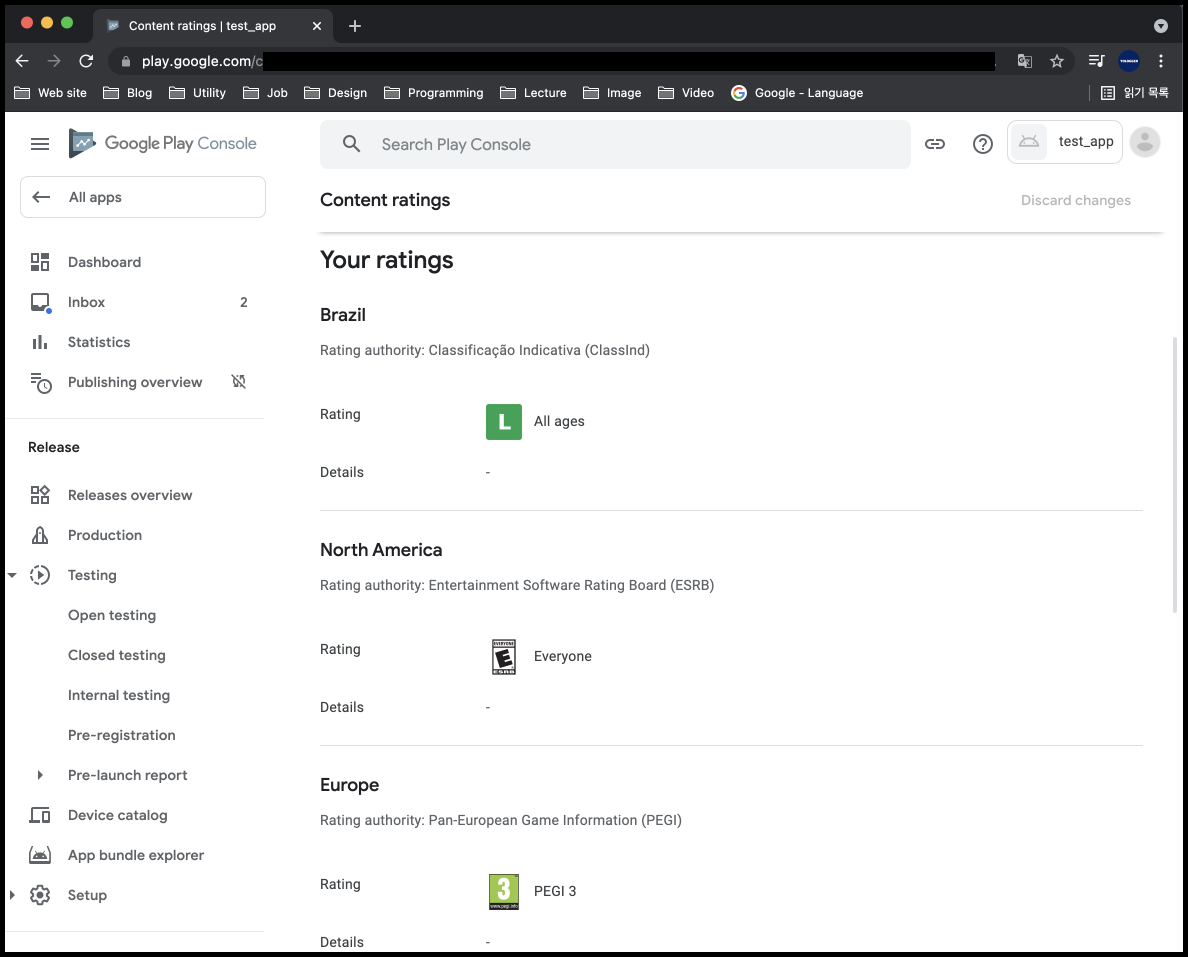 Content ratings | test_app
play.google.com/c
Web site Blog Utility Job Design Programming Lecture Image Video Google - Language 읽기 목록
Google Play Console
Search Play Console
test_app
All apps
Content ratings
Discard changes
Dashboard
Inbox 2
Statistics
Publishing overview
Release
Releases overview
Production
Testing
Open testing
Closed testing
Internal testing
Pre-registration
Pre-launch report
Device catalog
App bundle explorer
Setup
Your ratings
Brazil
Rating authority: Classificação Indicativa (ClassInd)
Rating L All ages
Details -
North America
Rating authority: Entertainment Software Rating Board (ESRB)
Rating EVERYONE E ESRB Everyone
Details -
Europe
Rating authority: Pan-European Game Information (PEGI)
Rating 3 www.pegi.info PEGI 3
Details -